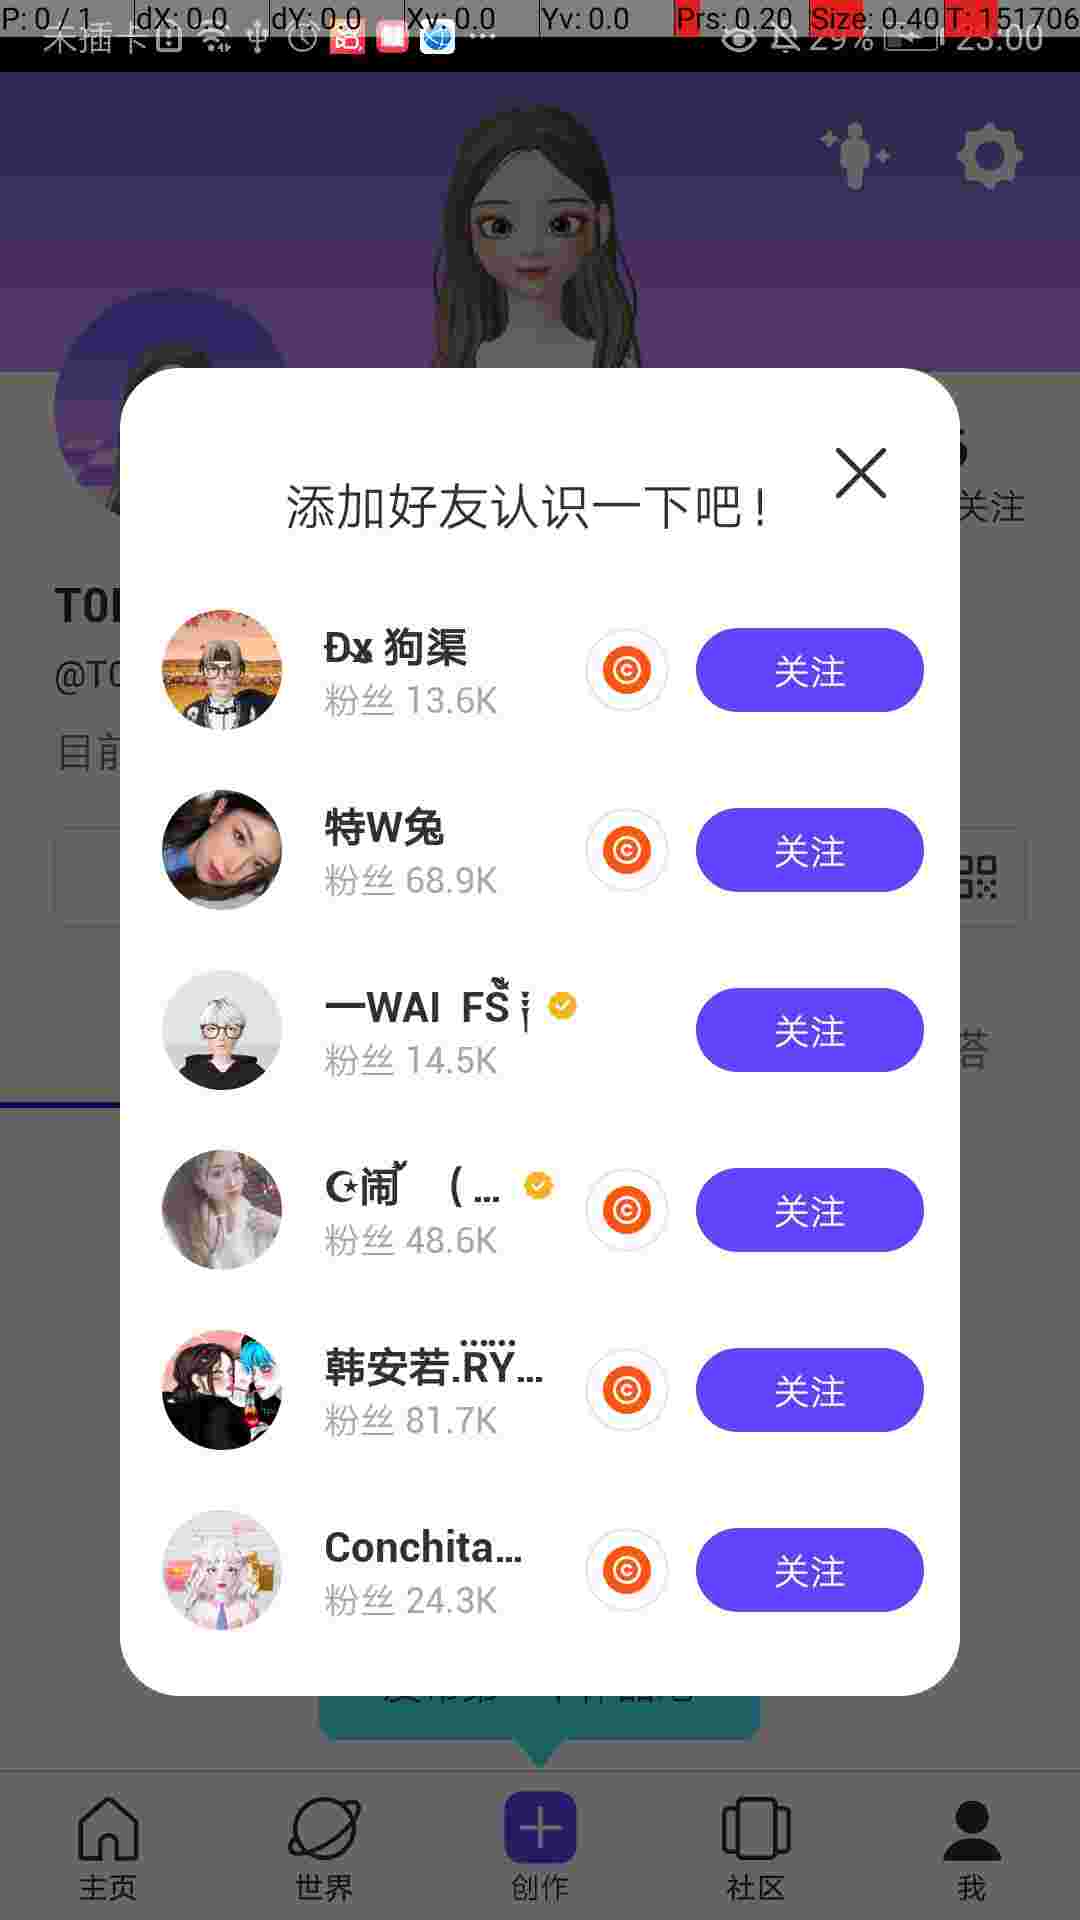 P: 0 / 1 dX: 0.0 dY: 0.0 Xv: 0.0 Yv: 0.0 Prs: 0.20 Size: 0.40 T: 151706
未插卡 29% 23:00
添加好友认识一下吧!
关注
TO
@TO
目前
狗渠
粉丝 13.6K
关注
特W兔
粉丝 68.9K
关注
一WAI FS
粉丝 14.5K
关注
塔
☪闹 ( ...
粉丝 48.6K
关注
韩安若.RY...
粉丝 81.7K
关注
Conchita...
粉丝 24.3K
关注
主页 世界 创作 社区 我